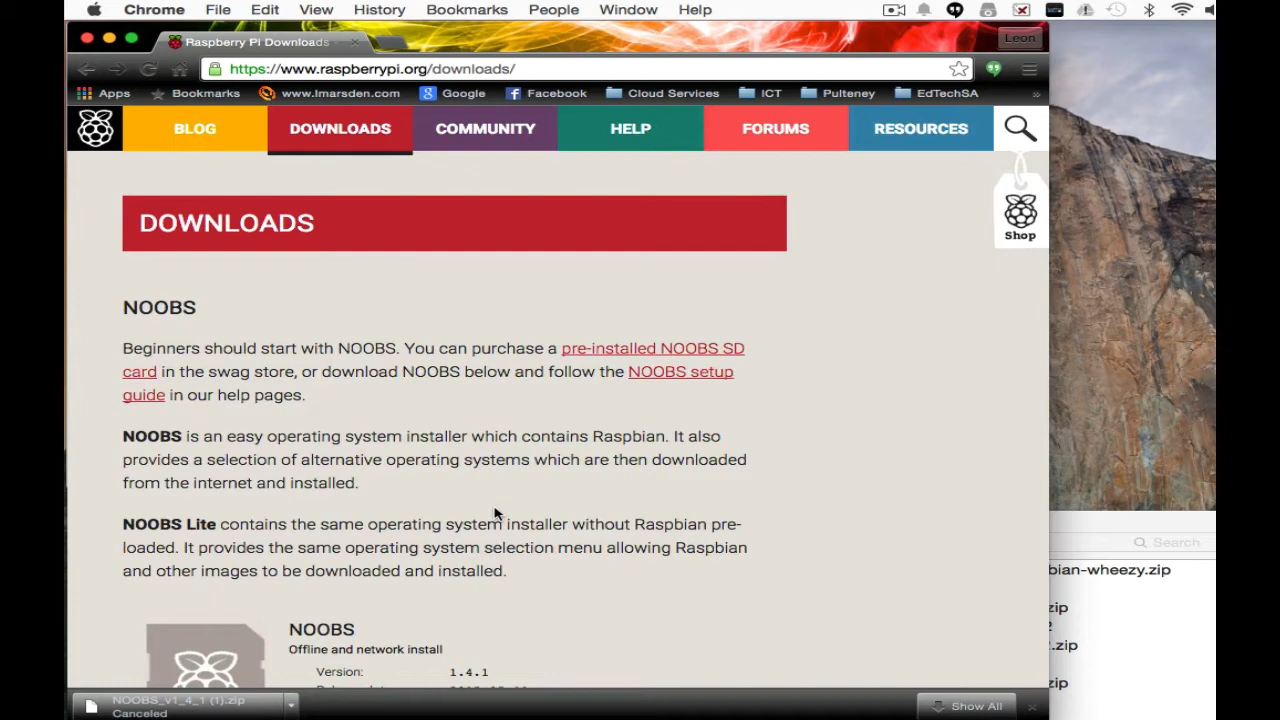 Chrome File Edit View History Bookmarks People Window Help
Raspberry Pi Downloads
Leon
https://www.raspberrypi.org/downloads/
Apps Bookmarks www.lmarsden.com Google Facebook Cloud Services ICT Pulteney EdTechSA »
BLOG DOWNLOADS COMMUNITY HELP FORUMS RESOURCES
Shop
DOWNLOADS
NOOBS
Beginners should start with NOOBS. You can purchase a pre-installed NOOBS SD
card in the swag store, or download NOOBS below and follow the NOOBS setup
guide in our help pages.
NOOBS is an easy operating system installer which contains Raspbian. It also
provides a selection of alternative operating systems which are then downloaded
from the internet and installed.
NOOBS Lite contains the same operating system installer without Raspbian pre-
loaded. It provides the same operating system selection menu allowing Raspbian
and other images to be downloaded and installed.
NOOBS
Offline and network install
Version: 1.4.1
Search
bian-wheezy.zip
zip
2
.zip
zip
NOOBS_v1_4_1 (1).zip
Canceled
Show All